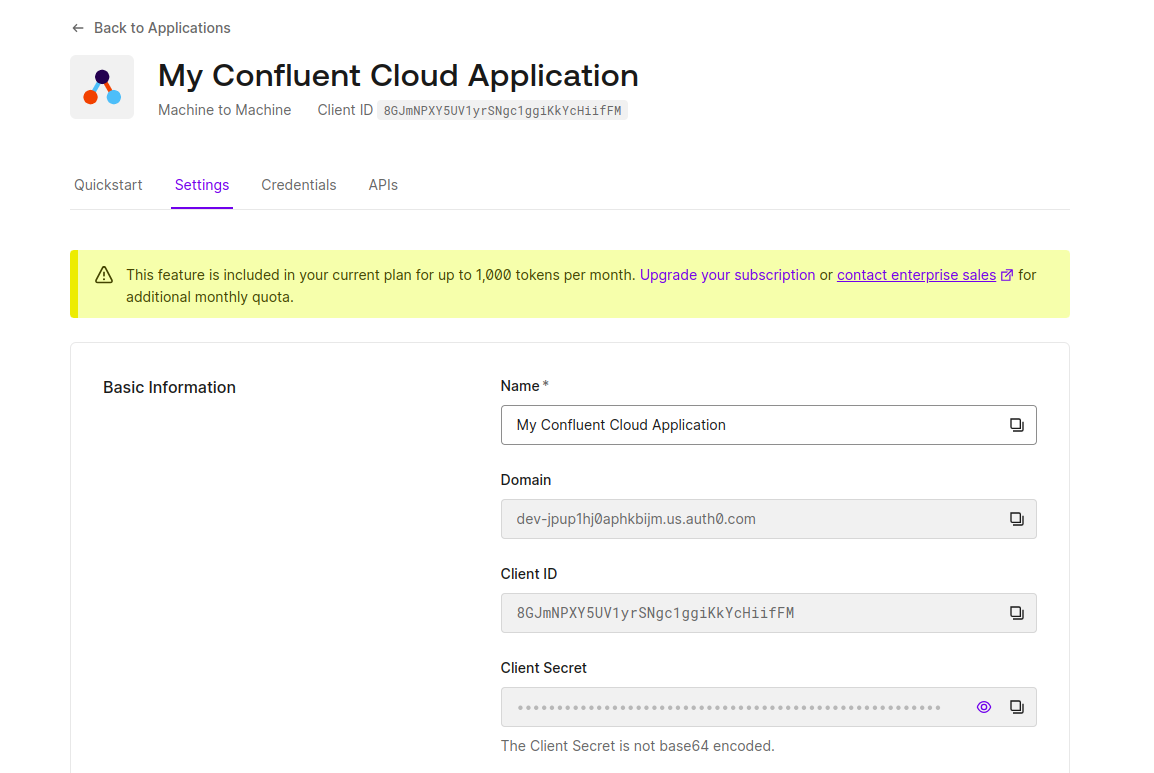 Back to Applications
My Confluent Cloud Application
Machine to Machine Client ID 8GJmNPXY5UV1yrSNgc1ggiKkYcHiifFM
Quickstart Settings Credentials APIs
This feature is included in your current plan for up to 1,000 tokens per month. Upgrade your subscription or contact enterprise sales for
additional monthly quota.
Basic Information
Name *
My Confluent Cloud Application
Domain
dev-jpup1hj0aphkbijm.us.auth0.com
Client ID
8GJmNPXY5UV1yrSNgc1ggiKkYcHiifFM
Client Secret
The Client Secret is not base64 encoded.